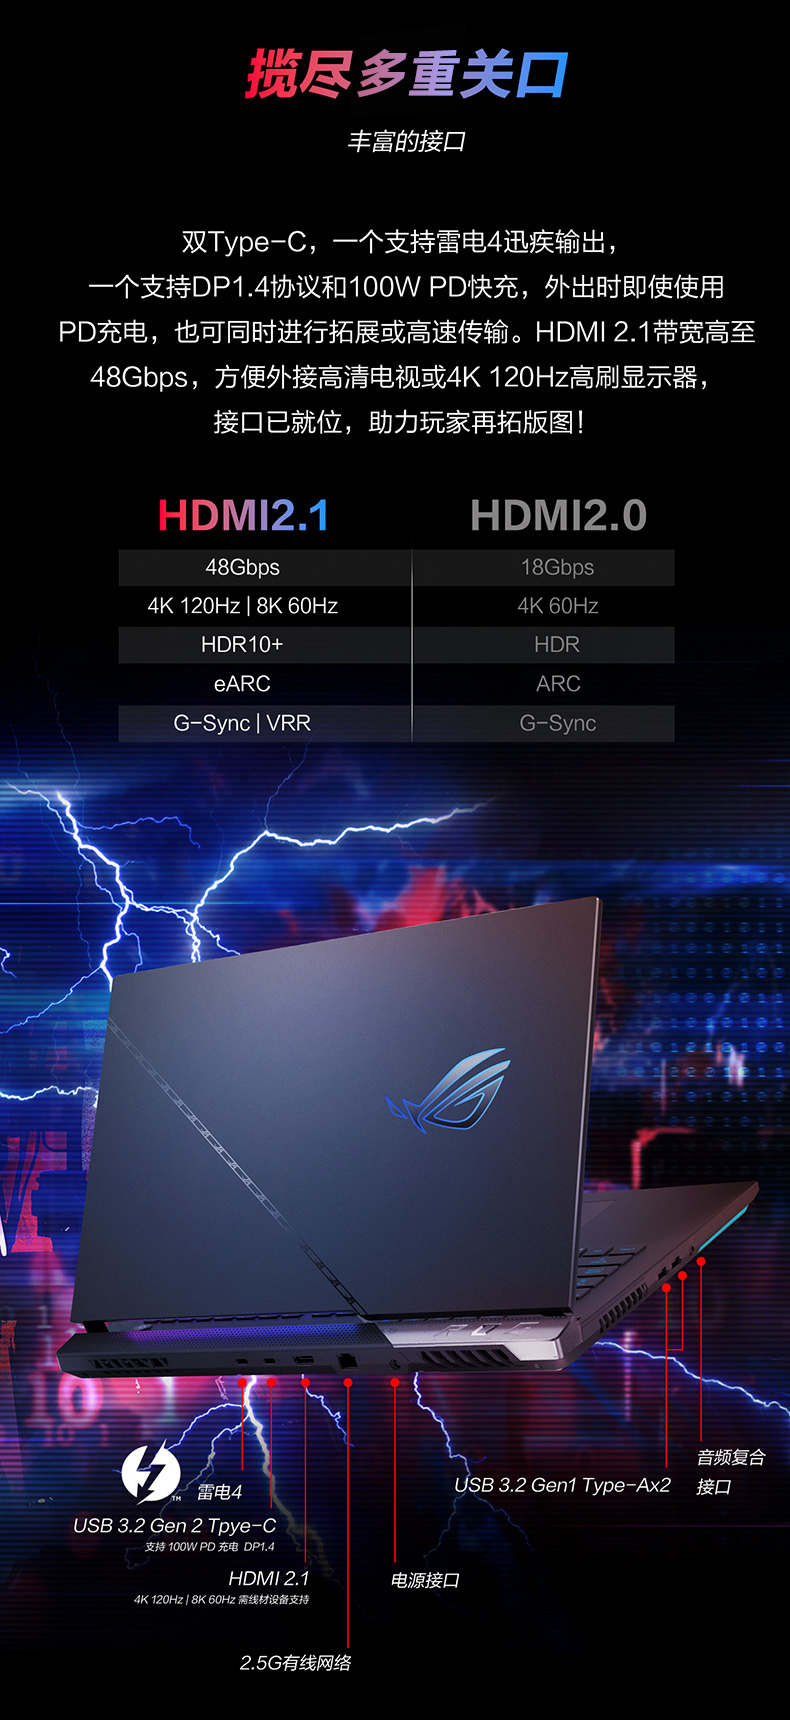 揽尽多重关口
丰富的接口
双Type-C，一个支持雷电4迅疾输出，
一个支持DP1.4协议和100W PD快充，外出时即使使用
PD充电，也可同时进行拓展或高速传输。HDMI 2.1带宽高至
48Gbps，方便外接高清电视或4K 120Hz高刷显示器，
接口已就位，助力玩家再拓版图！
HDMI2.1 HDMI2.0
48Gbps 18Gbps
4K 120Hz | 8K 60Hz 4K 60Hz
HDR10+ HDR
eARC ARC
G-Sync | VRR G-Sync
音频复合
接口
USB 3.2 Gen1 Type-Ax2
TM
雷电4
USB 3.2 Gen 2 Tpye-C
支持 100W PD 充电 DP1.4
HDMI 2.1
4K 120Hz | 8K 60Hz 需线材设备支持
电源接口
2.5G有线网络